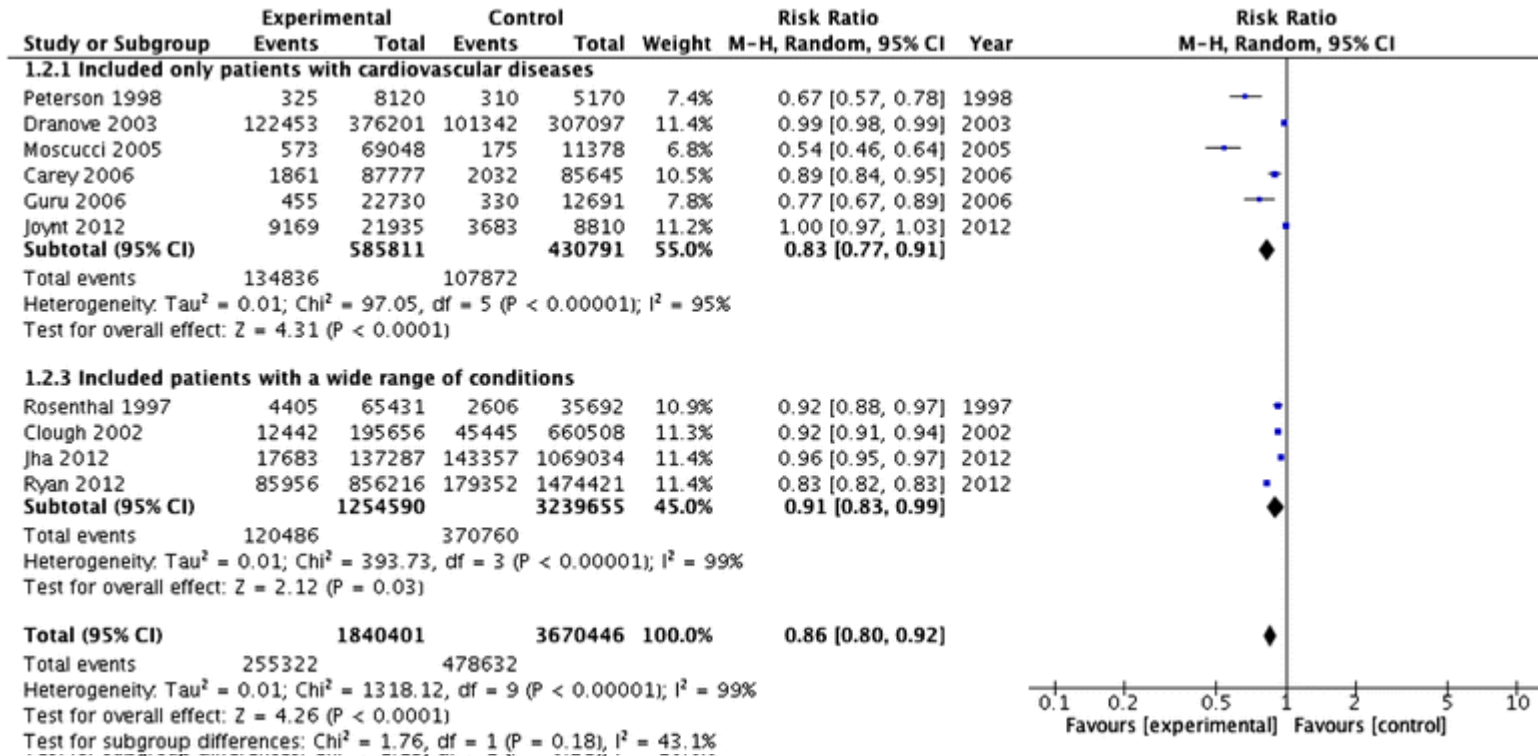 Experimental Control Risk Ratio Risk Ratio
Study or Subgroup Events Total Events Total Weight M-H, Random, 95% CI Year M-H, Random, 95% CI
1.2.1 Included only patients with cardiovascular diseases
Peterson 1998 325 8120 310 5170 7.4% 0.67 [0.57, 0.78] 1998
Dranove 2003 122453 376201 101342 307097 11.4% 0.99 [0.98, 0.99] 2003
Moscucci 2005 573 69048 175 11378 6.8% 0.54 [0.46, 0.64] 2005
Carey 2006 1861 87777 2032 85645 10.5% 0.89 [0.84, 0.95] 2006
Guru 2006 455 22730 330 12691 7.8% 0.77 [0.67, 0.89] 2006
Joynt 2012 9169 21935 3683 8810 11.2% 1.00 [0.97, 1.03] 2012
Subtotal (95% CI) 585811 430791 55.0% 0.83 [0.77, 0.91]
Total events 134836 107872
Heterogeneity: Tau² = 0.01; Chi² = 97.05, df = 5 (P < 0.00001); I² = 95%
Test for overall effect: Z = 4.31 (P < 0.0001)
1.2.3 Included patients with a wide range of conditions
Rosenthal 1997 4405 65431 2606 35692 10.9% 0.92 [0.88, 0.97] 1997
Clough 2002 12442 195656 45445 660508 11.3% 0.92 [0.91, 0.94] 2002
Jha 2012 17683 137287 143357 1069034 11.4% 0.96 [0.95, 0.97] 2012
Ryan 2012 85956 856216 179352 1474421 11.4% 0.83 [0.82, 0.83] 2012
Subtotal (95% CI) 1254590 3239655 45.0% 0.91 [0.83, 0.99]
Total events 120486 370760
Heterogeneity: Tau² = 0.01; Chi² = 393.73, df = 3 (P < 0.00001); I² = 99%
Test for overall effect: Z = 2.12 (P = 0.03)
Total (95% CI) 1840401 3670446 100.0% 0.86 [0.80, 0.92]
Total events 255322 478632
Heterogeneity: Tau² = 0.01; Chi² = 1318.12, df = 9 (P < 0.00001); I² = 99%
Test for overall effect: Z = 4.26 (P < 0.0001)
Test for subgroup differences: Chi² = 1.76, df = 1 (P = 0.18), I² = 43.1%
0.1 0.2 0.5 1 2 5 10
Favours [experimental] Favours [control]